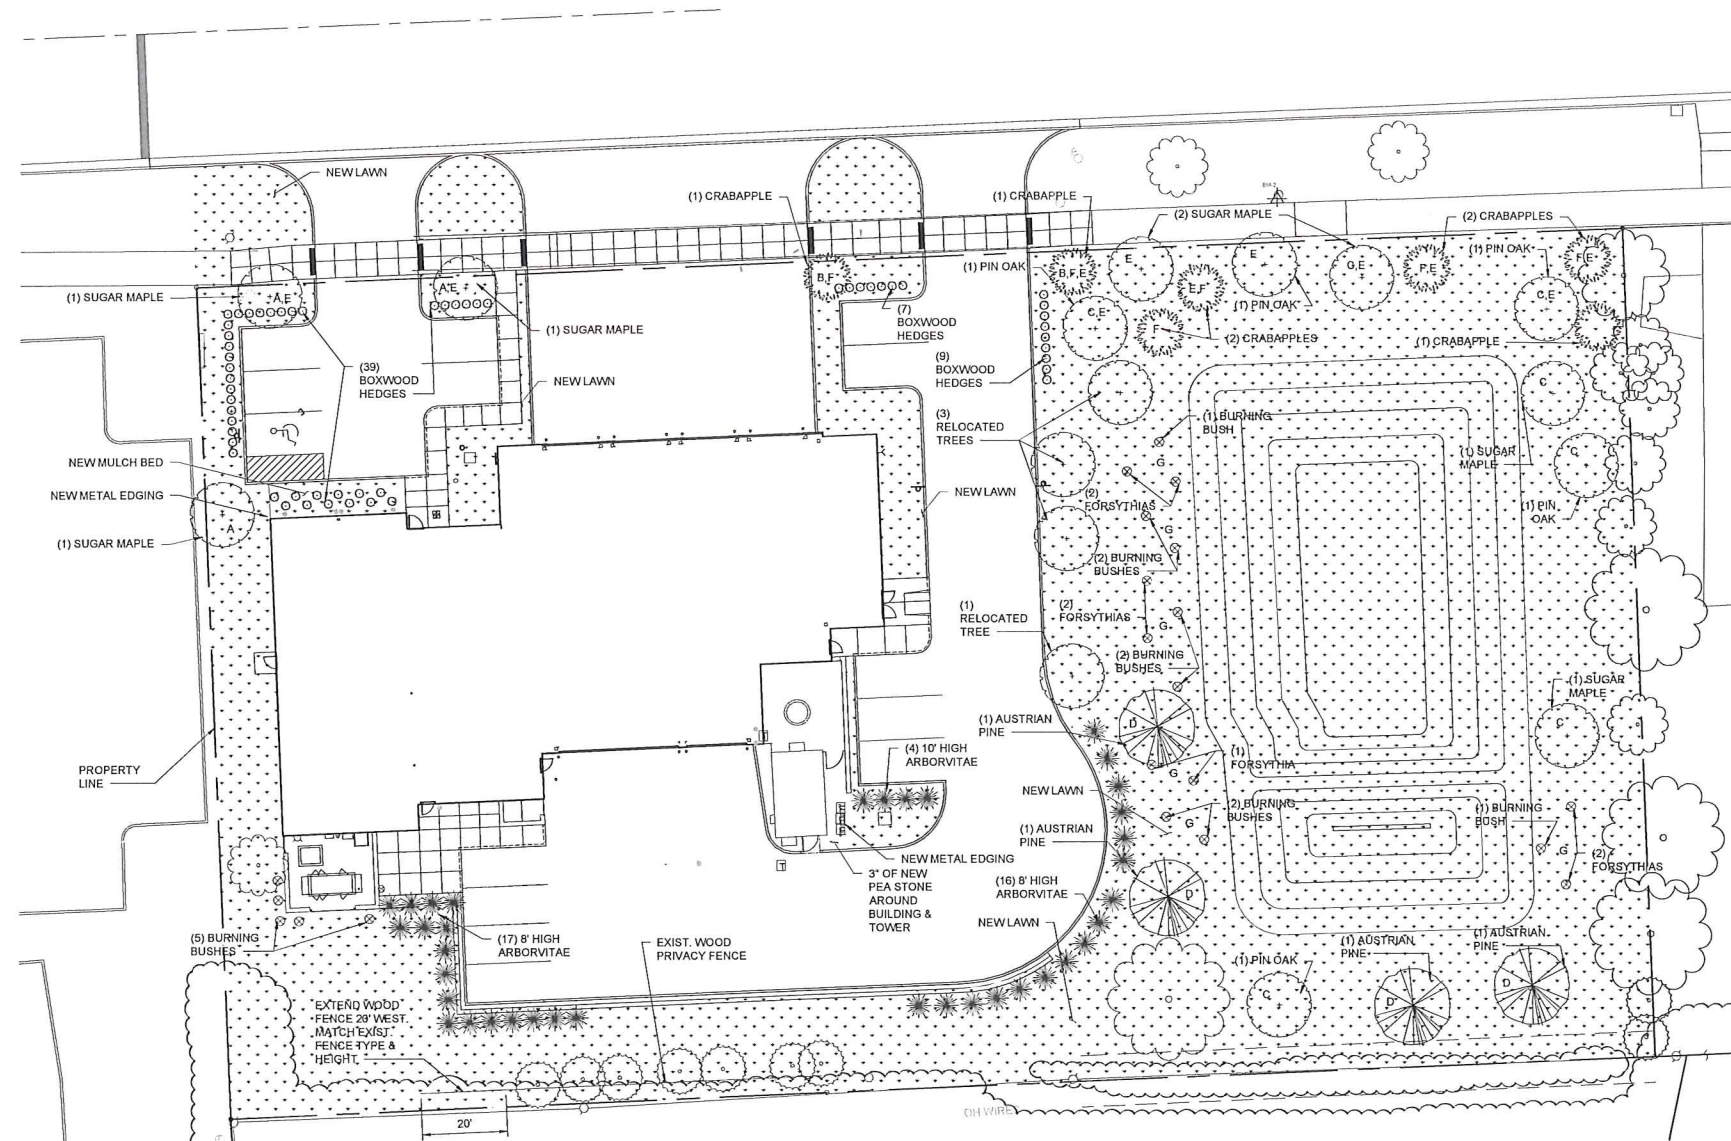 NEW LAWN
(1) CRABAPPLE
(1) CRABAPPLE
(2) SUGAR MAPLE
(2) CRABAPPLES
(1) PIN OAK
(1) PIN OAK
(1) SUGAR MAPLE
A,E
A,E
(1) SUGAR MAPLE
B,F
B,F,E
E
E
G,E
F,E
F,E
E,F
(1) PIN OAK
C,E
C,E
F
(2) CRABAPPLES
(1) CRABAPPLE
(7)
BOXWOOD
HEDGES
(39)
BOXWOOD
HEDGES
NEW LAWN
(9)
BOXWOOD
HEDGES
(3)
RELOCATED
TREES
(1) BURNING
BUSH
C
(1) SUGAR
MAPLE
C
NEW MULCH BED
NEW METAL EDGING
A
(1) SUGAR MAPLE
NEW LAWN
G
(2)
FORSYTHIAS
G
(1) PIN
OAK
(2) BURNING
BUSHES
(1)
RELOCATED
TREE
(2)
FORSYTHIAS
G
(2) BURNING
BUSHES
(1) SUGAR
MAPLE
C
(1) AUSTRIAN
PINE
D
(1)
FORSYTHIA
G
PROPERTY
LINE
(4) 10' HIGH
ARBORVITAE
NEW LAWN
(2) BURNING
BUSHES
G
(1) BURNING
BUSH
G
(2)
FORSYTHIAS
(1) AUSTRIAN
PINE
NEW METAL EDGING
3" OF NEW
PEA STONE
AROUND
BUILDING &
TOWER
(16) 8' HIGH
ARBORVITAE
D
NEW LAWN
(5) BURNING
BUSHES
(17) 8' HIGH
ARBORVITAE
EXIST. WOOD
PRIVACY FENCE
(1) AUSTRIAN
PINE
(1) AUSTRIAN
PINE
(1) PIN OAK
C
D
D
EXTEND WOOD
FENCE 20' WEST.
MATCH EXIST.
FENCE TYPE &
HEIGHT
20'
OH WIRE